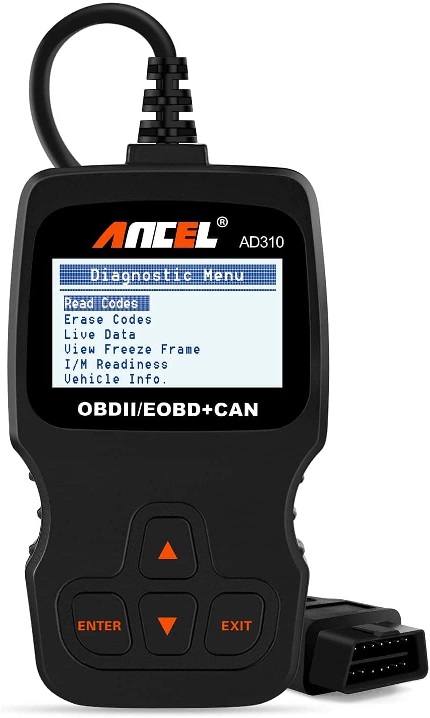 ANCEL® AD310
Diagnostic Menu
Read Codes
Erase Codes
Live Data
View Freeze Frame
I/M Readiness
Vehicle Info.
OBDII/EOBD+CAN
ENTER
EXIT